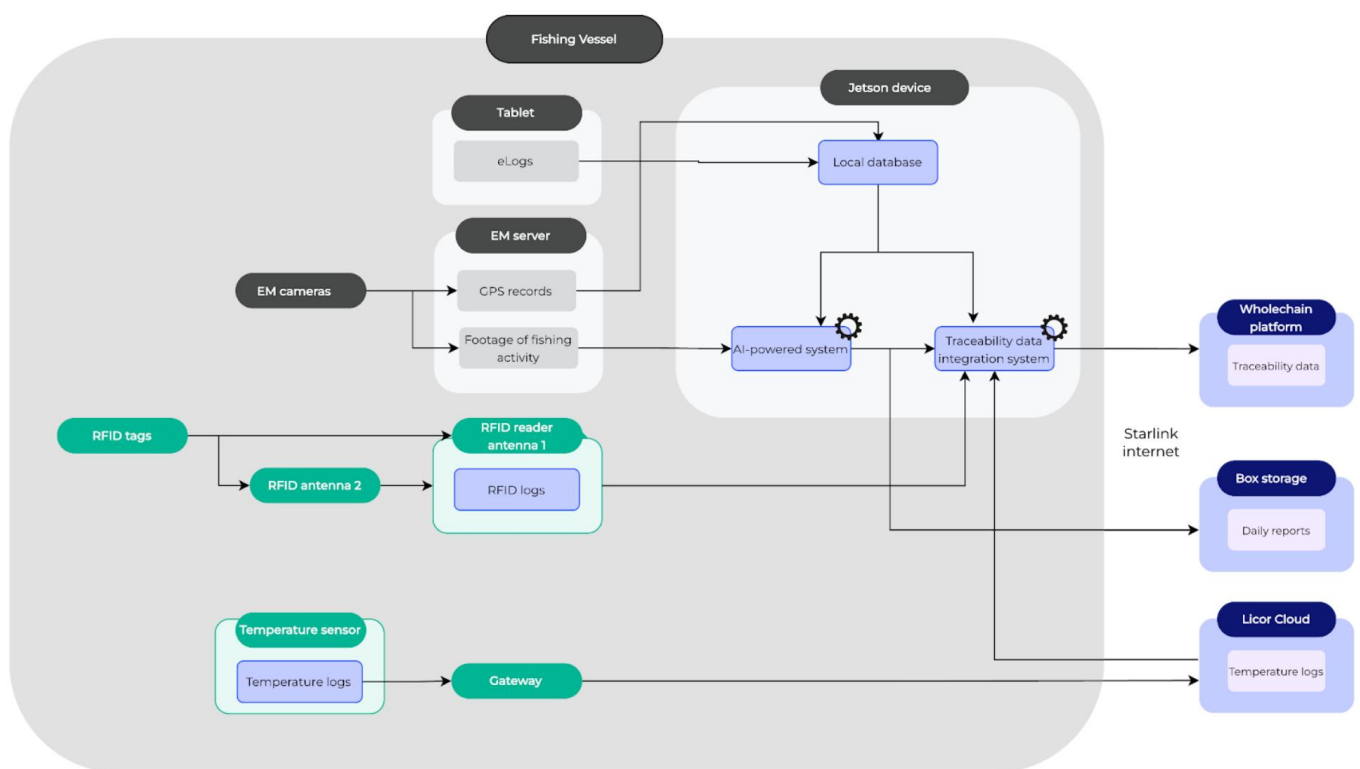 Fishing Vessel
Tablet
eLogs
Jetson device
Local database
EM server
EM cameras
GPS records
Footage of fishing
activity
AI-powered system
Traceability data
integration system
Wholechain
platform
Traceability data
RFID tags
RFID reader
antenna 1
RFID antenna 2
RFID logs
Starlink
internet
Box storage
Daily reports
Temperature sensor
Temperature logs
Gateway
Licor Cloud
Temperature logs